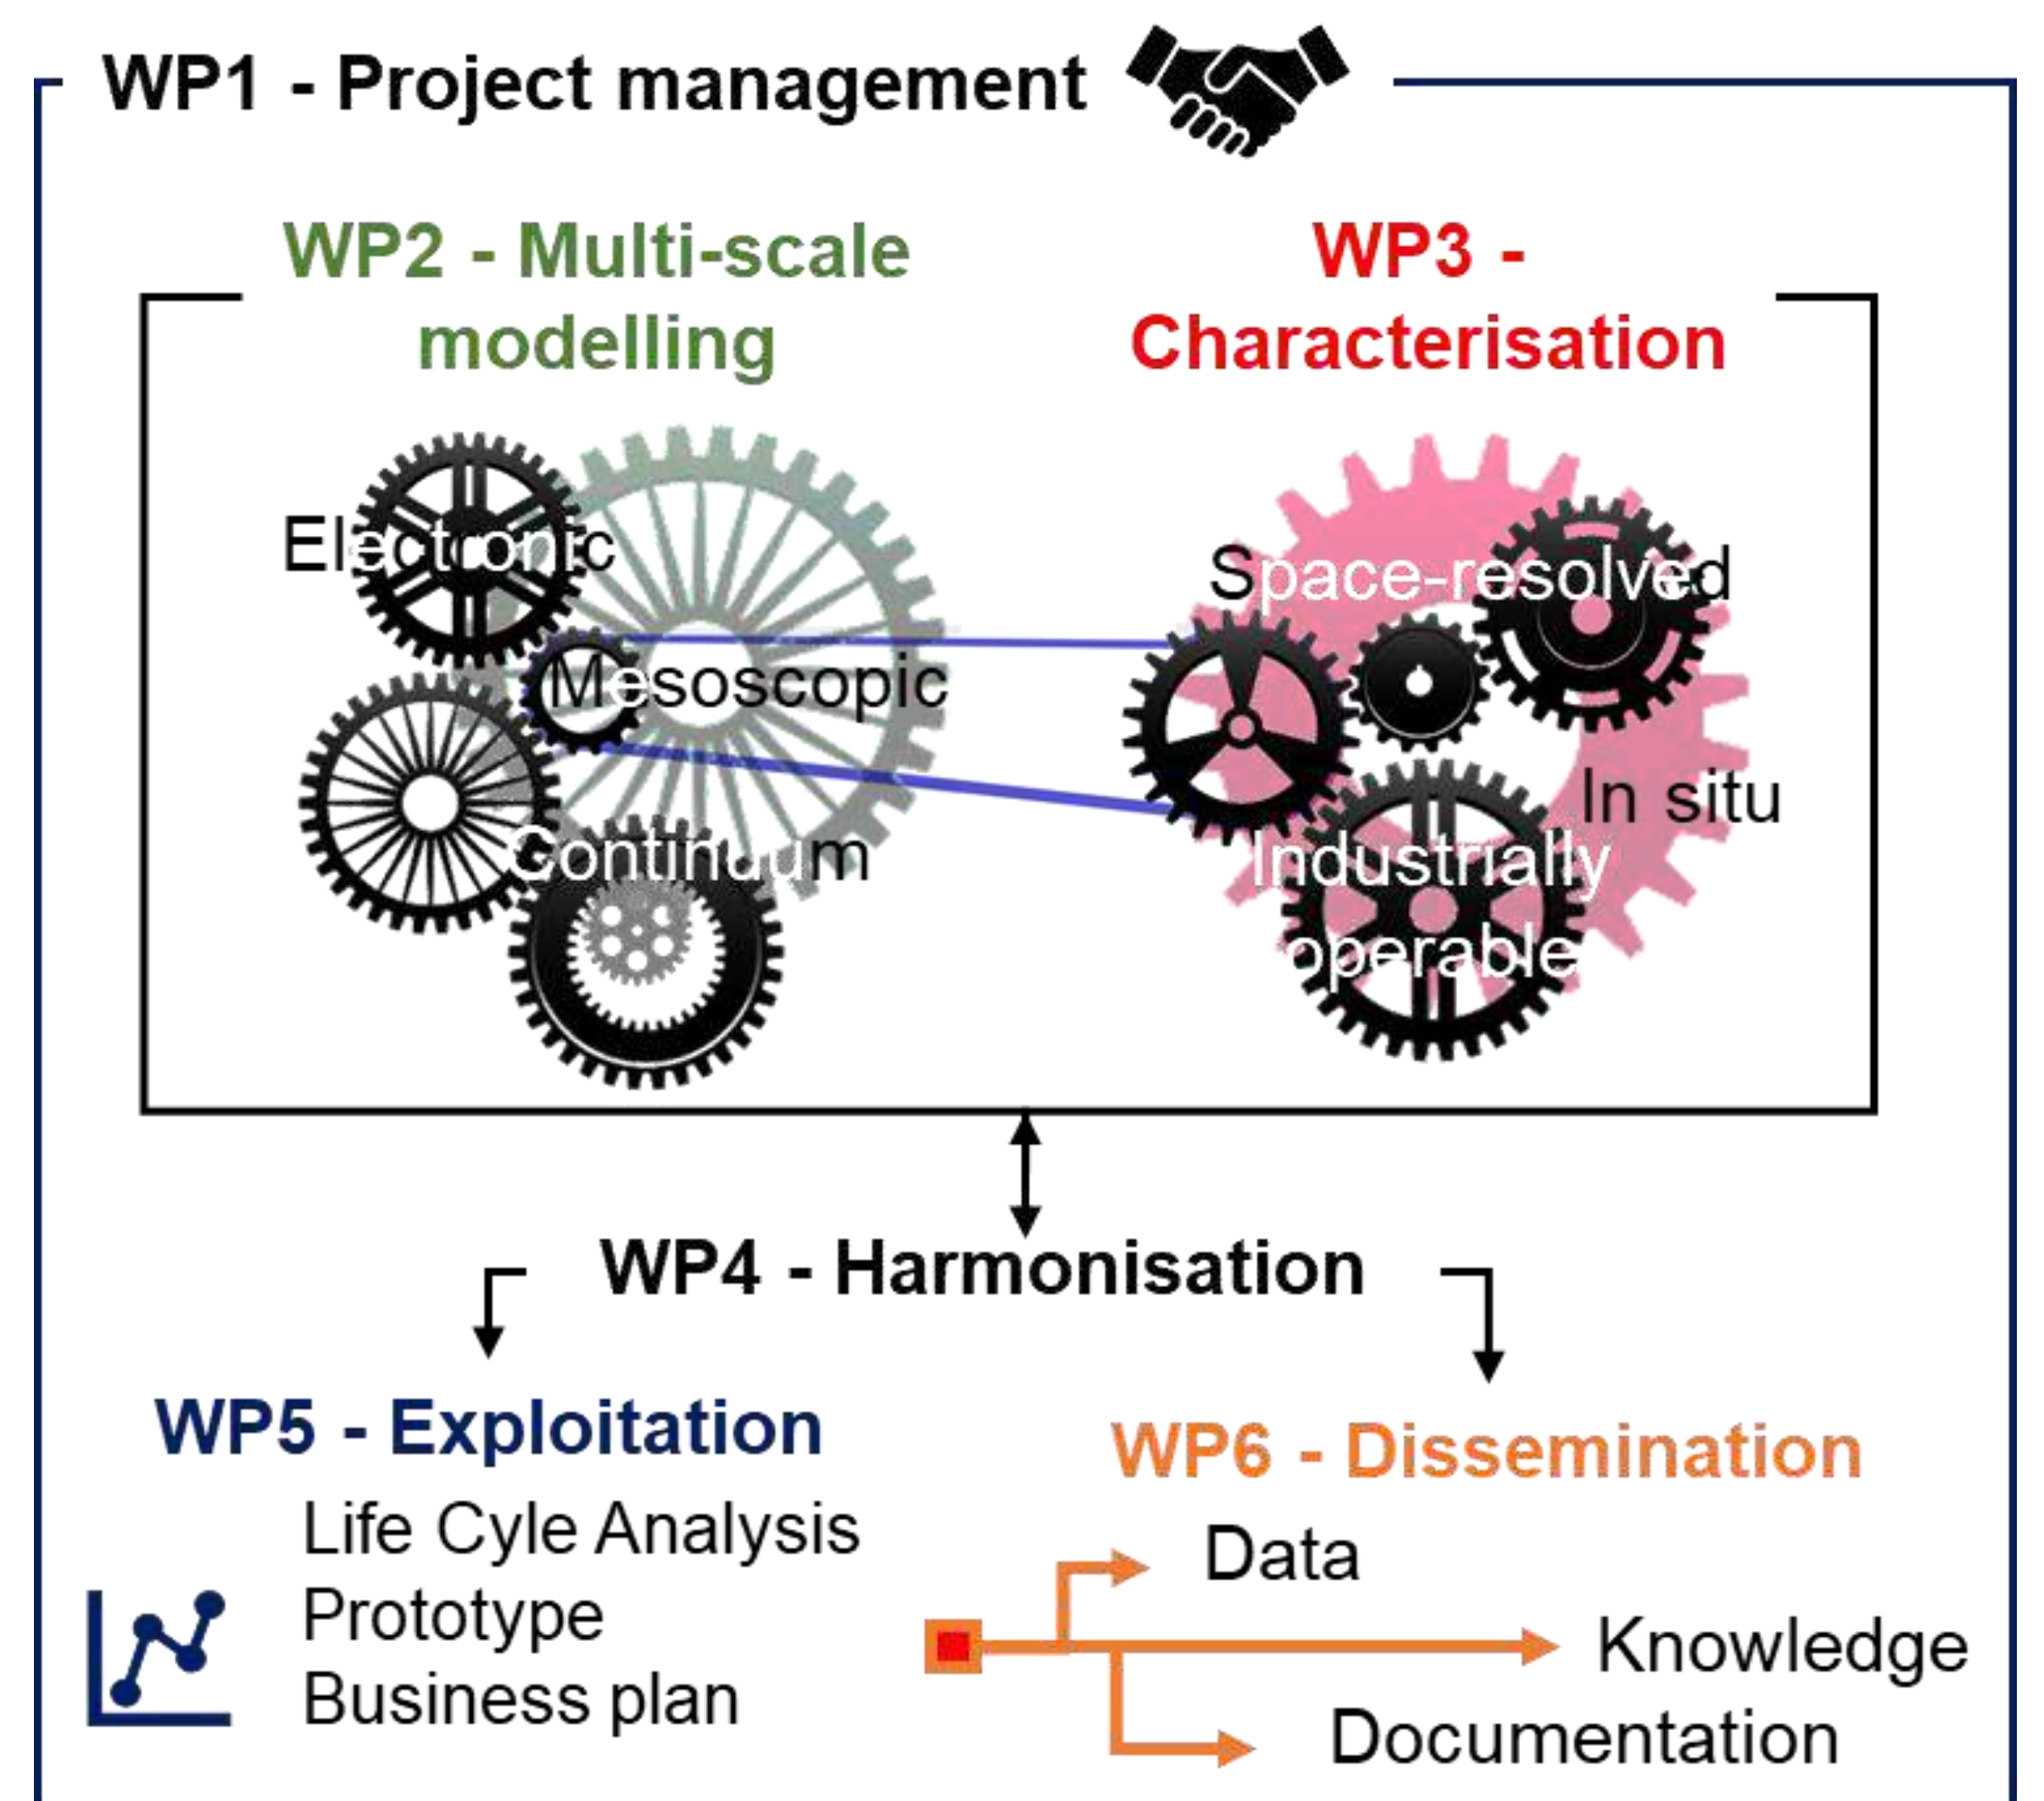 WP1 - Project management
WP2 - Multi-scale
modelling
WP3 -
Characterisation
Electronic
Mesoscopic
Continuum
Space-resolved
In situ
Industrially
operable
WP4 - Harmonisation
WP5 - Exploitation
Life Cyle Analysis
Prototype
Business plan
WP6 - Dissemination
Data
Knowledge
Documentation